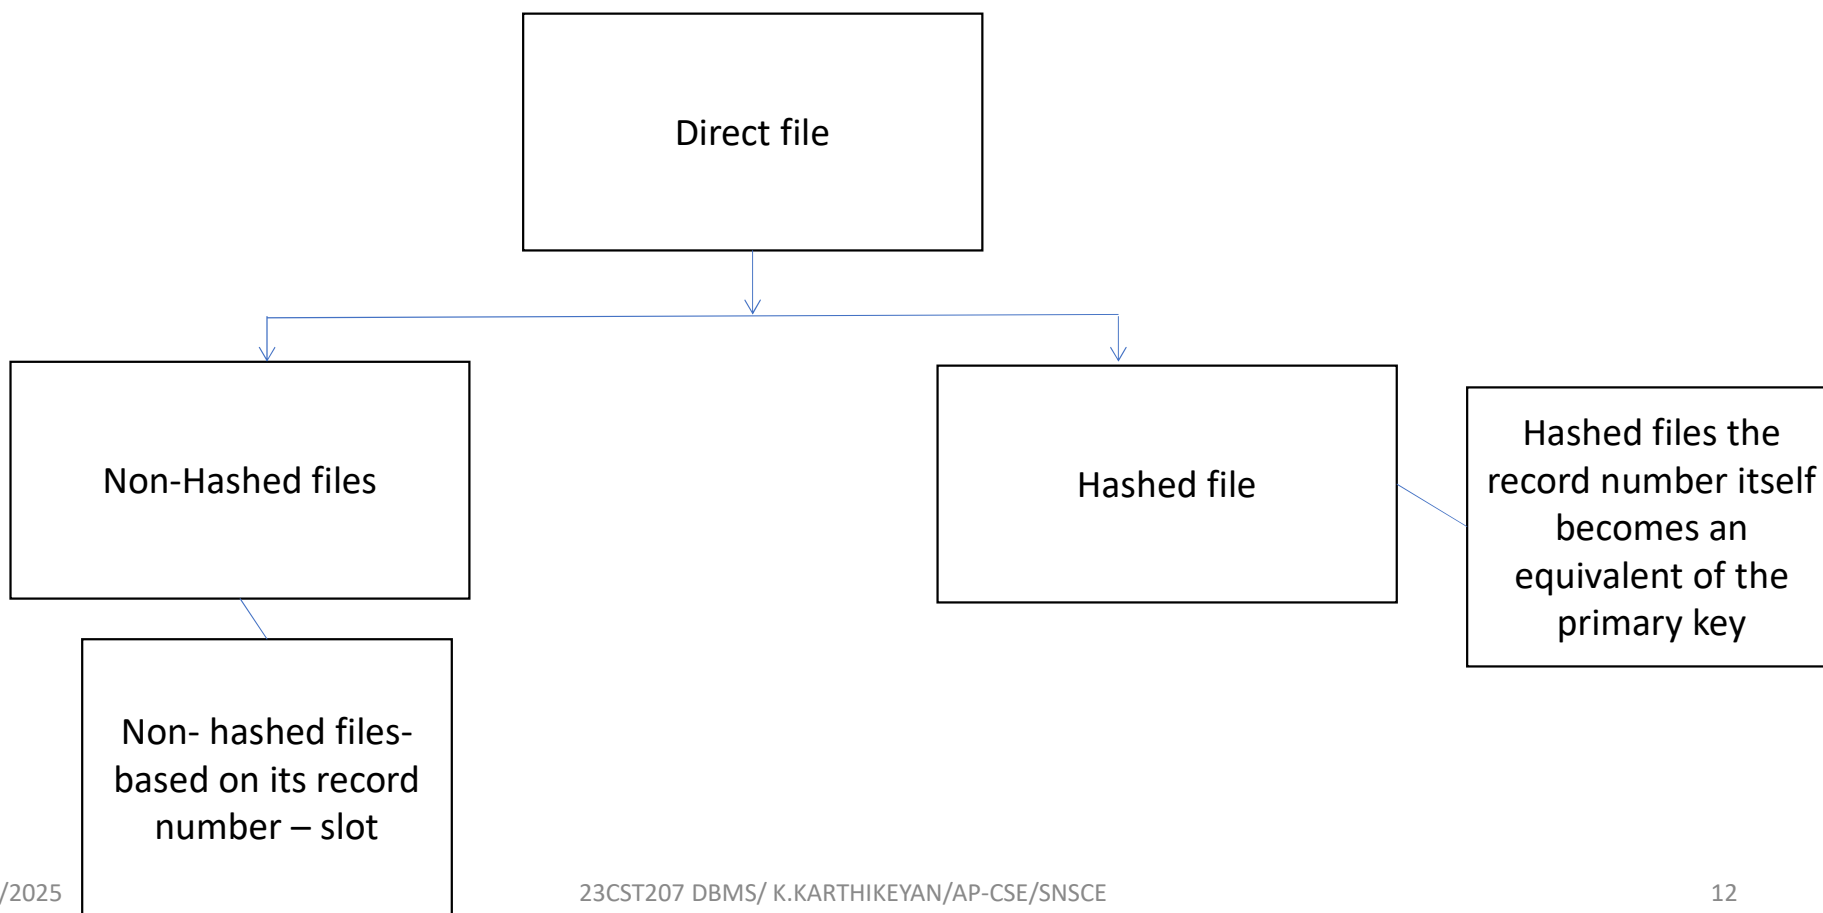 Direct file
Non-Hashed files
Hashed file
Hashed files the
record number itself
becomes an
equivalent of the
primary key
Non- hashed files-
based on its record
number – slot
/2025
23CST207 DBMS/ K.KARTHIKEYAN/AP-CSE/SNSCE
12